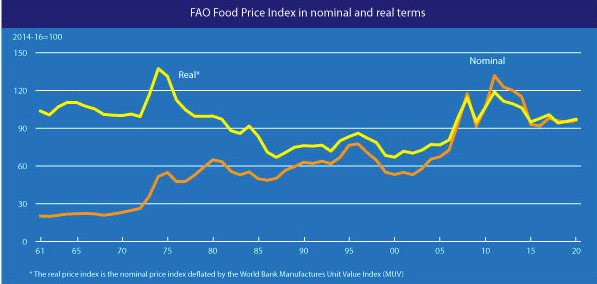 FAO Food Price Index in nominal and real terms
2014-16=100
150
Nominal
Real*
120
90
60
30
0
61 65 70 75 80 85 90 95 00 05 10 15 20
* The real price index is the nominal price index deflated by the World Bank Manufactures Unit Value Index (MUV)